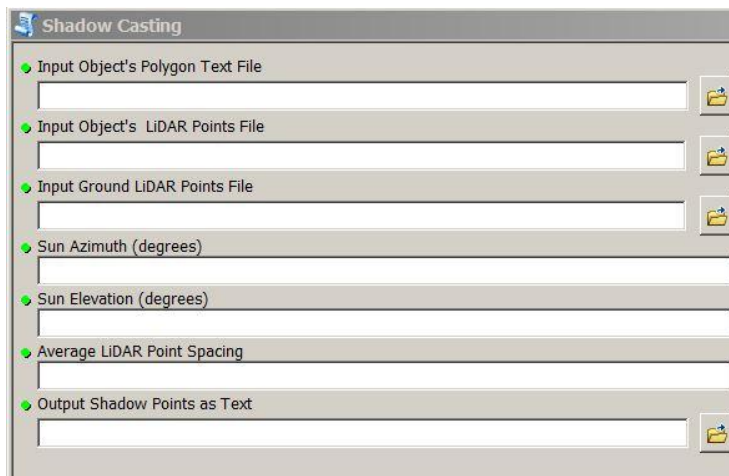 Shadow Casting
Input Object's Polygon Text File
Input Object's LiDAR Points File
Input Ground LiDAR Points File
Sun Azimuth (degrees)
Sun Elevation (degrees)
Average LiDAR Point Spacing
Output Shadow Points as Text